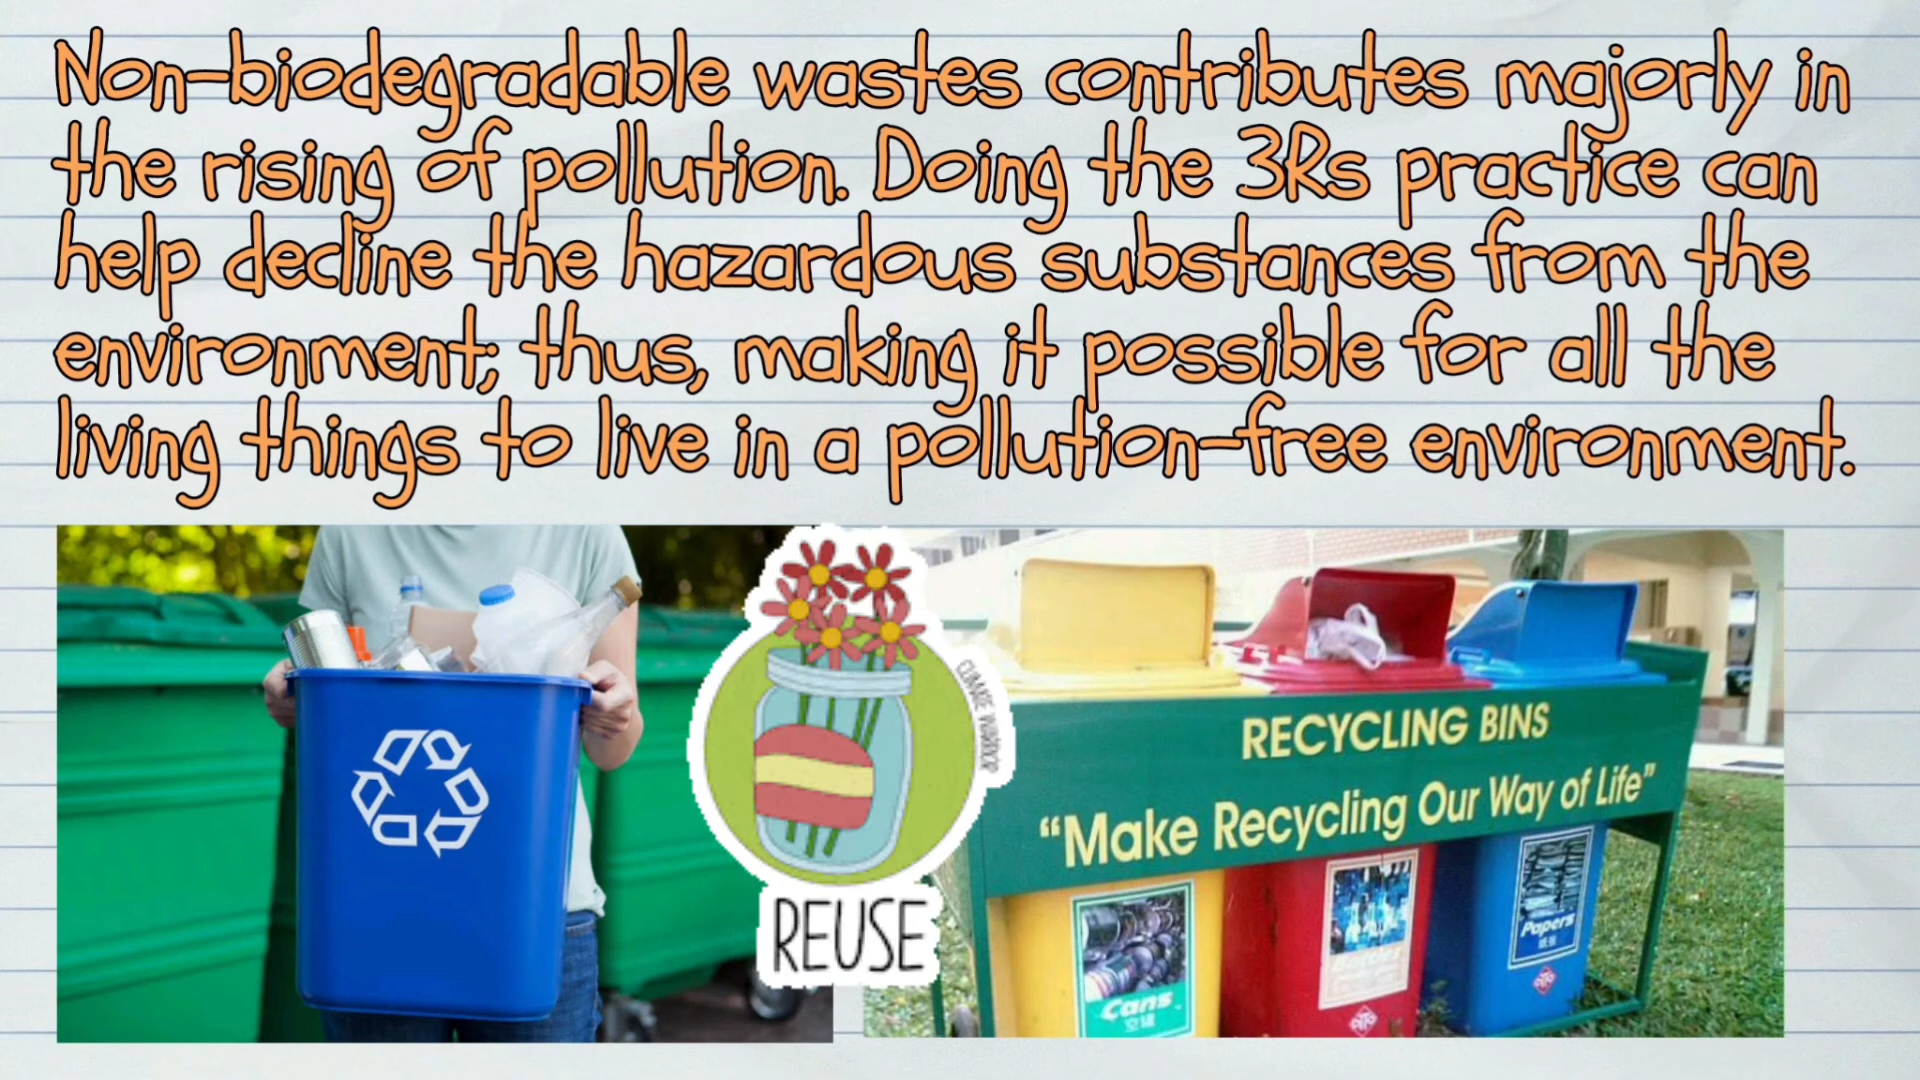 Non-biodegradable wastes contributes majorly in
the rising of pollution. Doing the 3Rs practice can
help decline the hazardous substances from the
environment; thus, making it possible for all the
living things to live in a pollution-free environment.
CLIMATE WARRIOR
REUSE
RECYCLING BINS
“Make Recycling Our Way of Life”
Cans
Papers